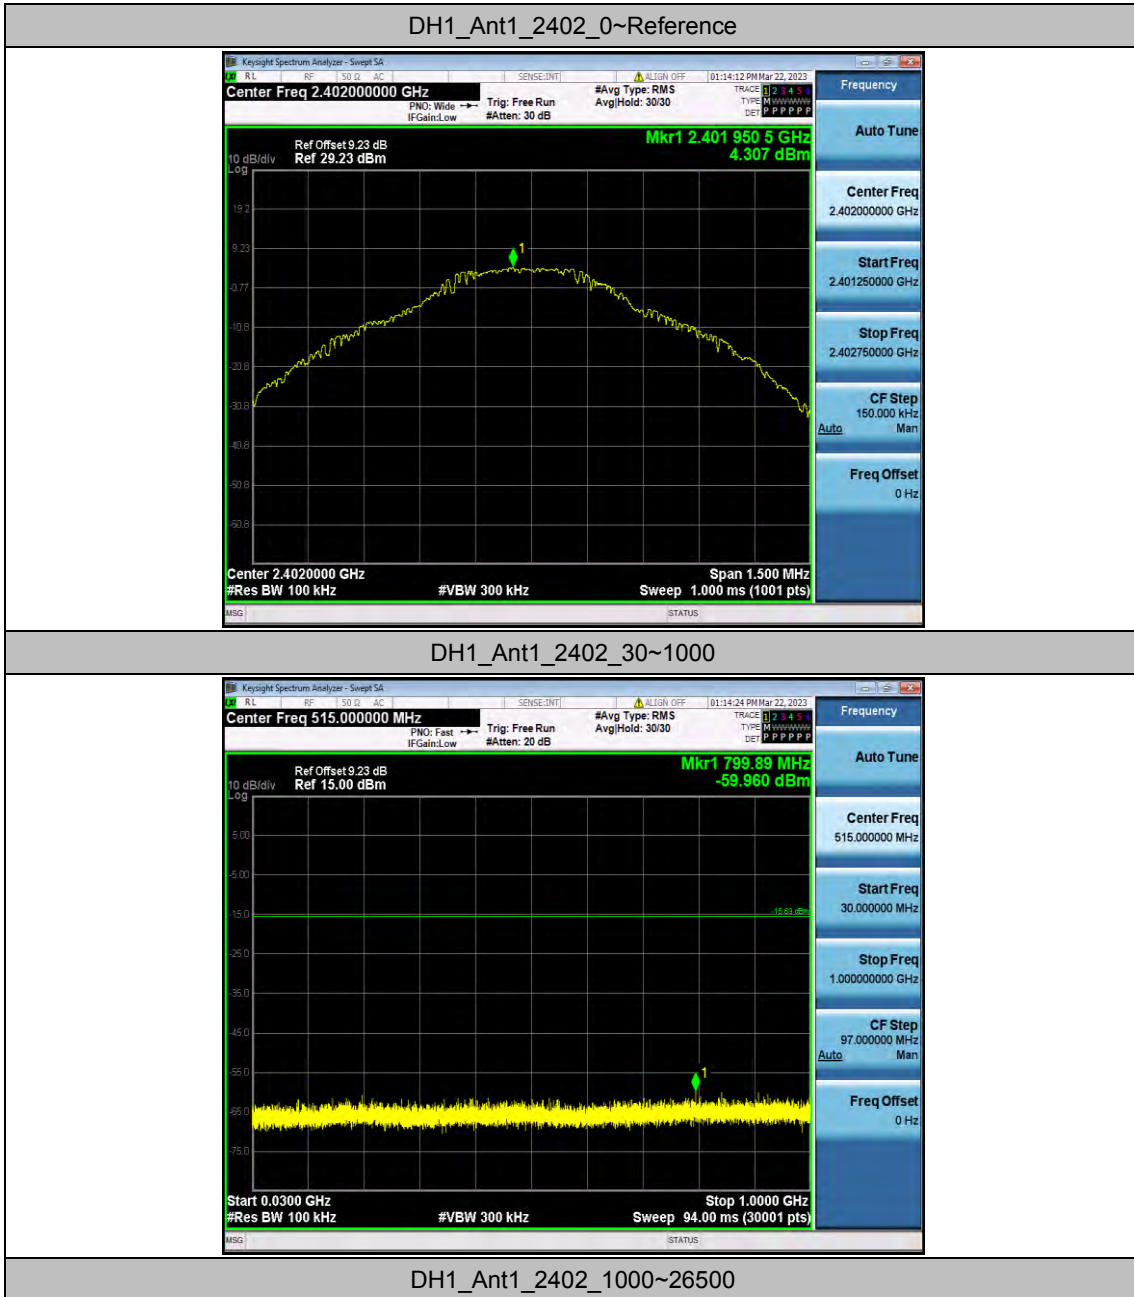 DH1_Ant1_2402_0~Reference
Keysight Spectrum Analyzer - Swept SA
RL RF 50 Ω AC SENSE:INT ALIGN OFF 01:14:12 PM Mar 22, 2023
Center Freq 2.402000000 GHz
PNO: Wide
IFGain:Low
Trig: Free Run
#Atten: 30 dB
#Avg Type: RMS
Avg|Hold: 30/30
TRACE 1 2 3 4 5 6
TYPE M WWWWW
DET P P P P P P
Mkr1 2.401 950 5 GHz
4.307 dBm
Ref Offset 9.23 dB
10 dB/div Ref 29.23 dBm
Log
19.2
9.23
-0.77
-10.8
-20.8
-30.8
-40.8
-50.8
-60.8
1
Center 2.4020000 GHz Span 1.500 MHz
#Res BW 100 kHz #VBW 300 kHz Sweep 1.000 ms (1001 pts)
MSG STATUS
Frequency
Auto Tune
Center Freq
2.402000000 GHz
Start Freq
2.401250000 GHz
Stop Freq
2.402750000 GHz
CF Step
150.000 kHz
Auto Man
Freq Offset
0 Hz
DH1_Ant1_2402_30~1000
Keysight Spectrum Analyzer - Swept SA
RL RF 50 Ω AC SENSE:INT ALIGN OFF 01:14:24 PM Mar 22, 2023
Center Freq 515.000000 MHz
PNO: Fast
IFGain:Low
Trig: Free Run
#Atten: 20 dB
#Avg Type: RMS
Avg|Hold: 30/30
TRACE 1 2 3 4 5 6
TYPE M WWWWW
DET P P P P P P
Mkr1 799.89 MHz
-59.960 dBm
Ref Offset 9.23 dB
10 dB/div Ref 15.00 dBm
Log
5.00
-5.00
-15.0
-25.0
-35.0
-45.0
-55.0
-65.0
-75.0
-15.69 dBm
1
Start 0.0300 GHz Stop 1.0000 GHz
#Res BW 100 kHz #VBW 300 kHz Sweep 94.00 ms (30001 pts)
MSG STATUS
Frequency
Auto Tune
Center Freq
515.000000 MHz
Start Freq
30.000000 MHz
Stop Freq
1.000000000 GHz
CF Step
97.000000 MHz
Auto Man
Freq Offset
0 Hz
DH1_Ant1_2402_1000~26500